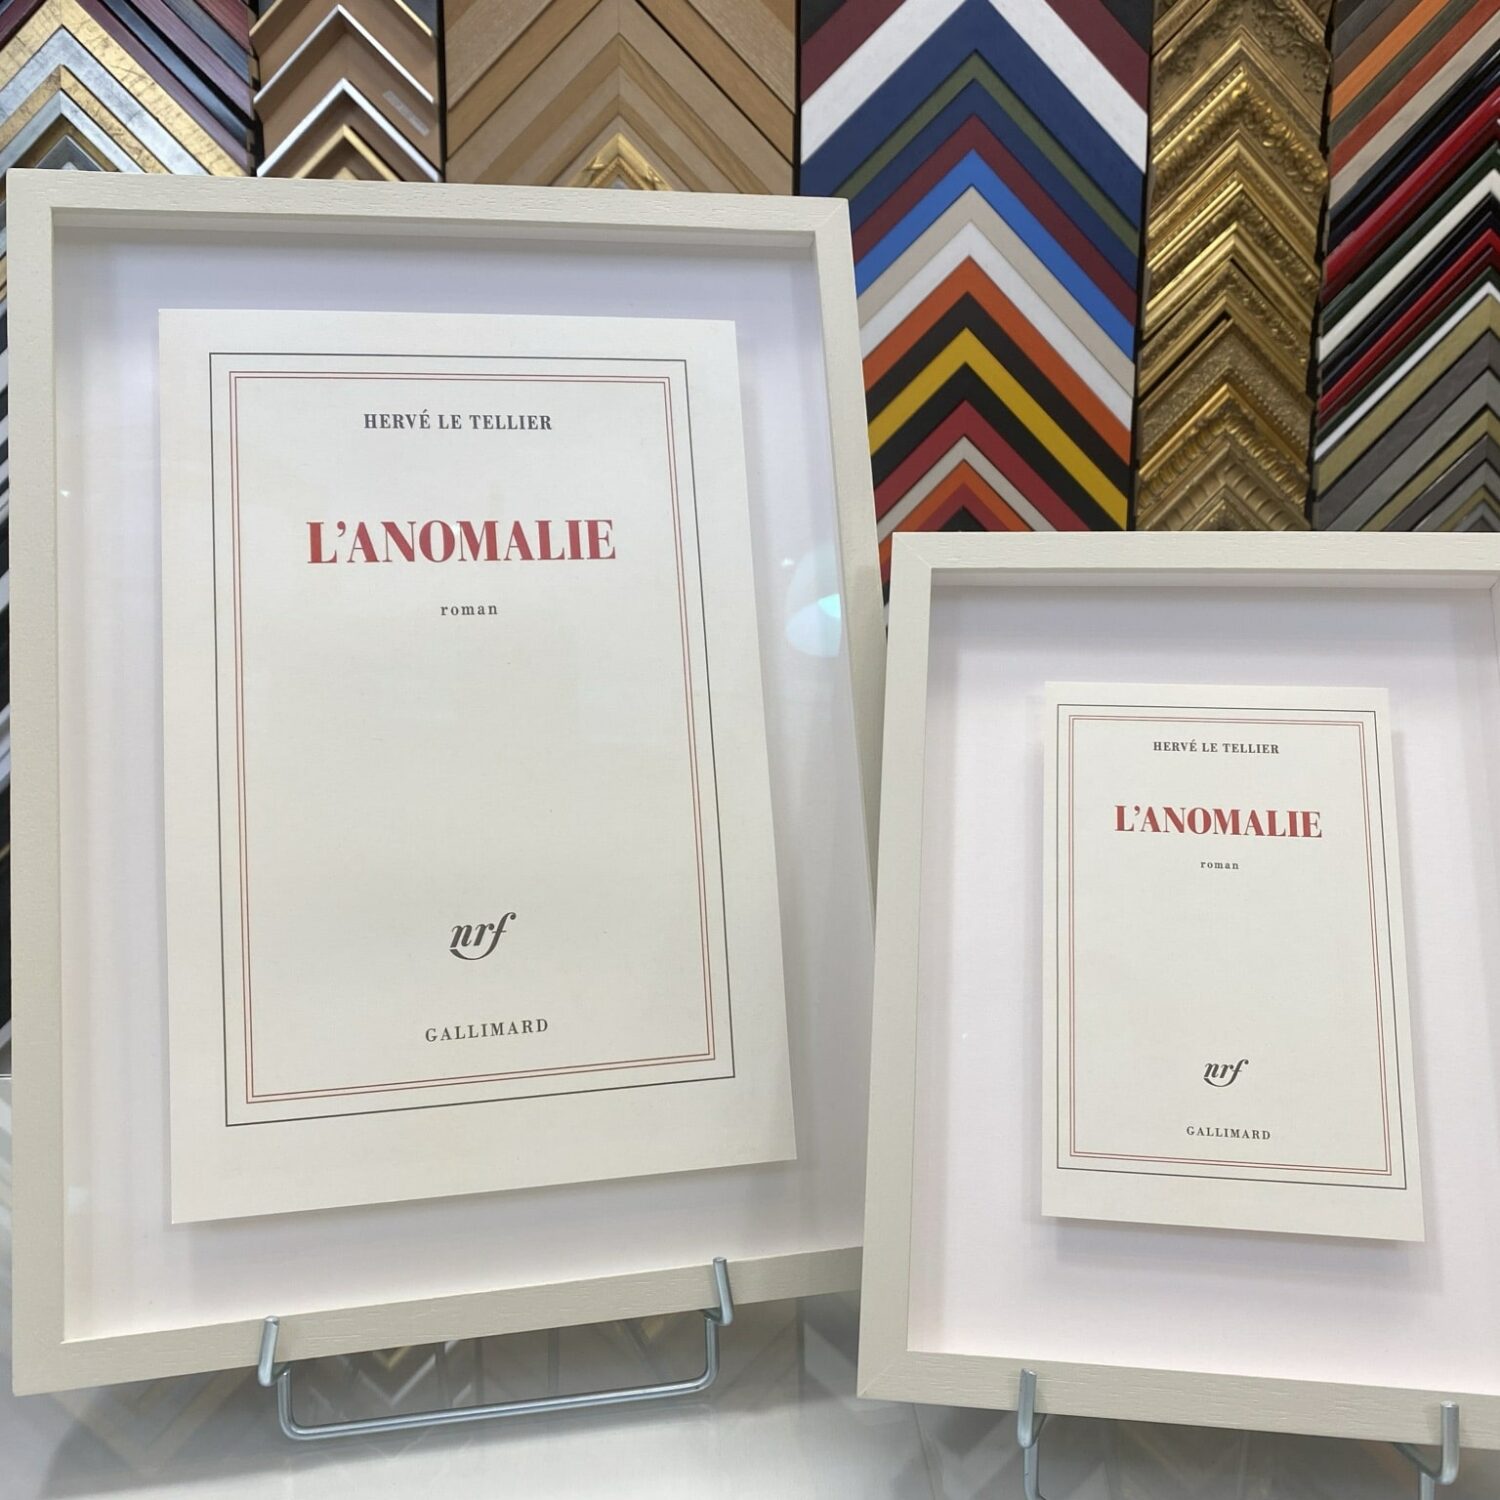 HERVÉ LE TELLIER
L'ANOMALIE
roman
nrf
GALLIMARD
HERVÉ LE TELLIER
L'ANOMALIE
roman
nrf
GALLIMARD